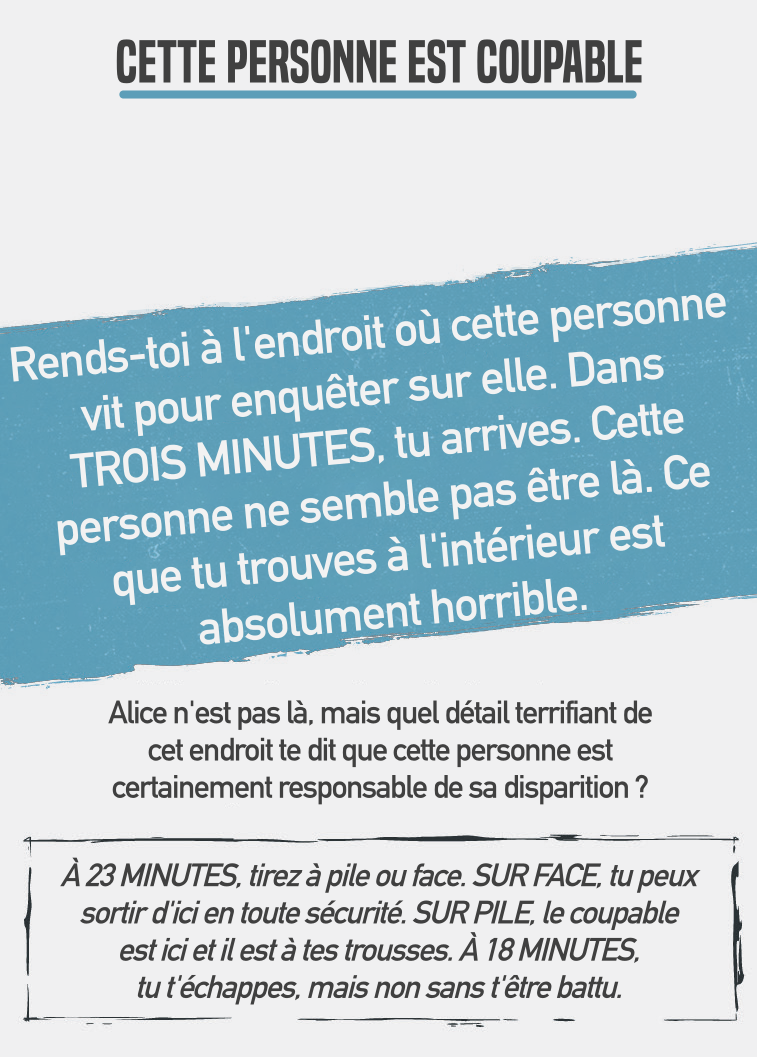 CETTE PERSONNE EST COUPABLE
Rends-toi à l'endroit où cette personne
vit pour enquêter sur elle. Dans
TROIS MINUTES, tu arrives. Cette
personne ne semble pas être là. Ce
que tu trouves à l'intérieur est
absolument horrible.
Alice n'est pas là, mais quel détail terrifiant de
cet endroit te dit que cette personne est
certainement responsable de sa disparition ?
À 23 MINUTES, tirez à pile ou face. SUR FACE, tu peux
sortir d'ici en toute sécurité. SUR PILE, le coupable
est ici et il est à tes trousses. À 18 MINUTES,
tu t'échappes, mais non sans t'être battu.